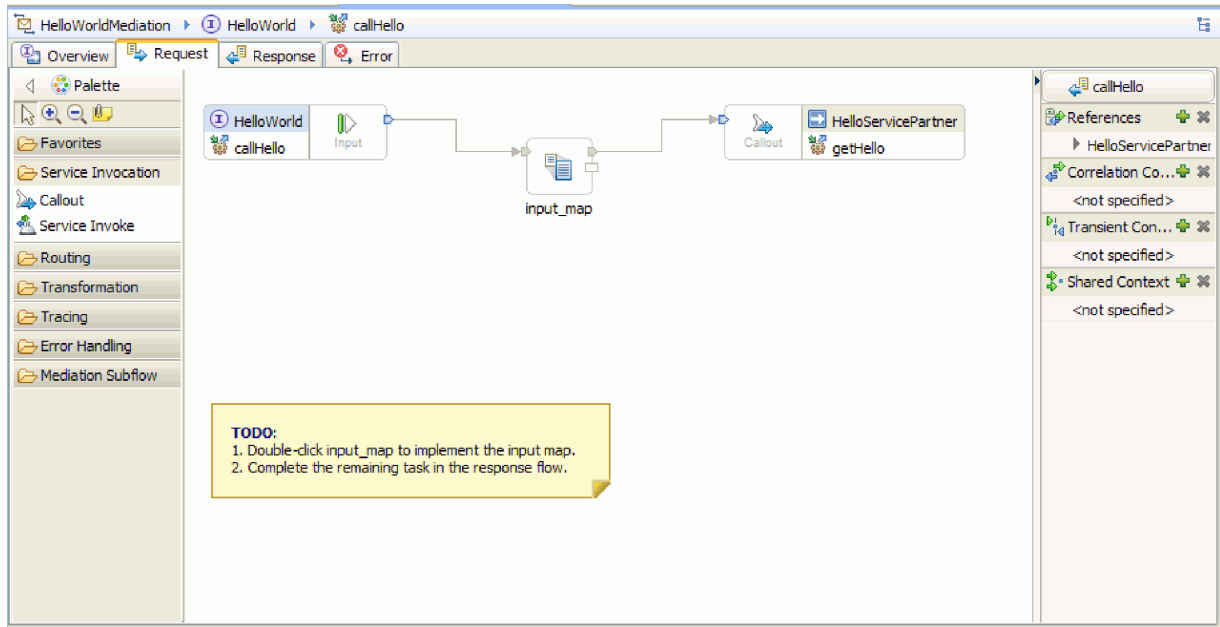 HelloWorldMediation HelloWorld callHello
Overview Request Response Error
Palette
Favorites
Service Invocation
Callout
Service Invoke
Routing
Transformation
Tracing
Error Handling
Mediation Subflow
HelloWorld
callHello
Input
input_map
Callout
HelloServicePartner
getHello
TODO:
1. Double-click input_map to implement the input map.
2. Complete the remaining task in the response flow.
callHello
References
HelloServicePartner
Correlation Co...
<not specified>
Transient Con...
<not specified>
Shared Context
<not specified>